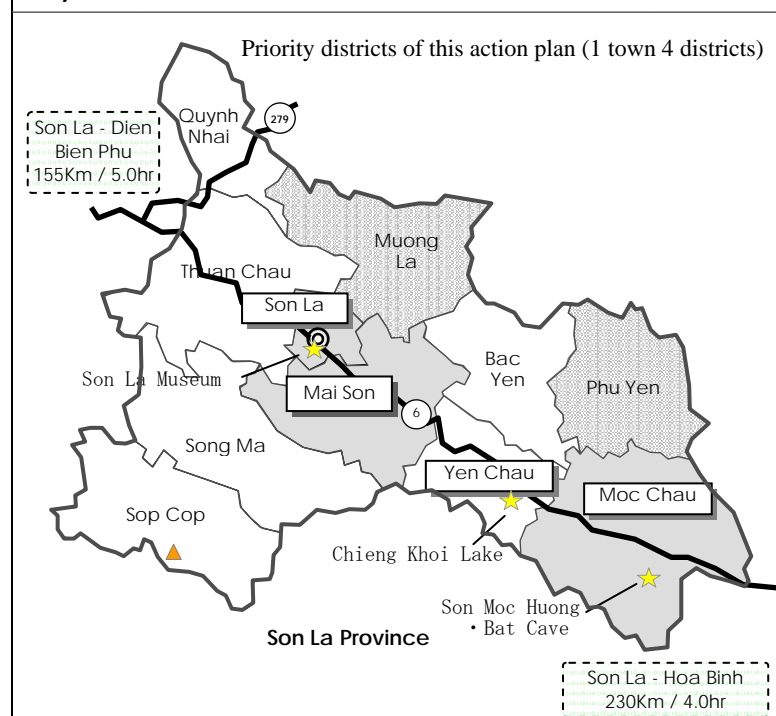 Priority districts of this action plan (1 town 4 districts)
Quynh
Nhai
279
Son La - Dien
Bien Phu
155Km / 5.0hr
Muong
La
Thuan Chau
Son La
Bac
Yen
Phu Yen
Son La Museum
Mai Son
6
Song Ma
Yen Chau
Moc Chau
Sop Cop
Chieng Khoi Lake
Son Moc Huong
・Bat Cave
Son La Province
Son La - Hoa Binh
230Km / 4.0hr